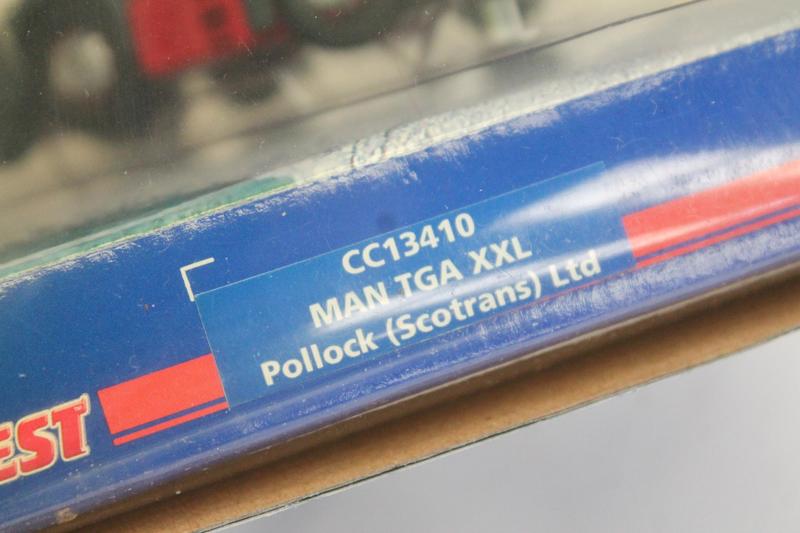 CC13410
MAN TGA XXL
Pollock (Scotrans) Ltd
EST